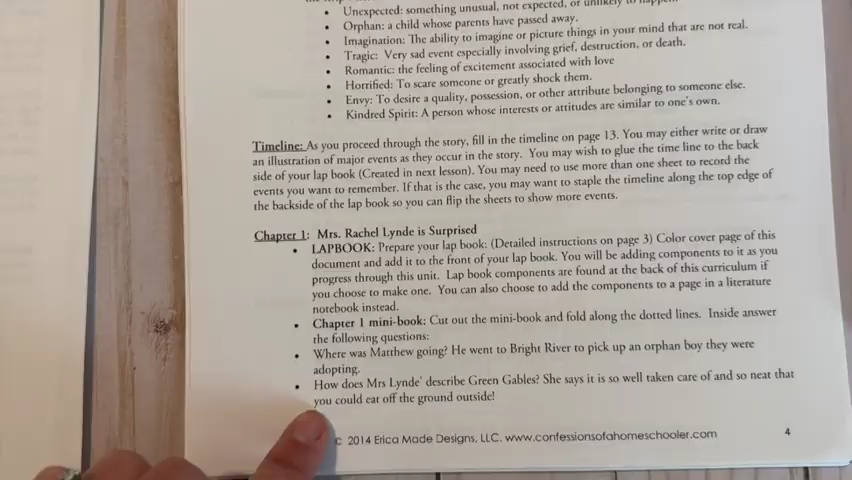 • Unexpected: something unusual, not expected, or unlikely to happen.
• Orphan: a child whose parents have passed away.
• Imagination: The ability to imagine or picture things in your mind that are not real.
• Tragic: Very sad event especially involving grief, destruction, or death.
• Romantic: the feeling of excitement associated with love
• Horrified: To scare someone or greatly shock them.
• Envy: To desire a quality, possession, or other attribute belonging to someone else.
• Kindred Spirit: A person whose interests or attitudes are similar to one's own.
Timeline: As you proceed through the story, fill in the timeline on page 13. You may either write or draw
an illustration of major events as they occur in the story. You may wish to glue the time line to the back
side of your lap book (Created in next lesson). You may need to use more than one sheet to record the
events you want to remember. If that is the case, you may want to staple the timeline along the top edge of
the backside of the lap book so you can flip the sheets to show more events.
Chapter 1: Mrs. Rachel Lynde is Surprised
• LAPBOOK: Prepare your lap book: (Detailed instructions on page 3) Color cover page of this
document and add it to the front of your lap book. You will be adding components to it as you
progress through this unit. Lap book components are found at the back of this curriculum if
you choose to make one. You can also choose to add the components to a page in a literature
notebook instead.
• Chapter 1 mini-book: Cut out the mini-book and fold along the dotted lines. Inside answer
the following questions:
• Where was Matthew going? He went to Bright River to pick up an orphan boy they were
adopting.
• How does Mrs Lynde' describe Green Gables? She says it is so well taken care of and so neat that
you could eat off the ground outside!
© 2014 Erica Made Designs, LLC. www.confessionsofahomeschooler.com 4